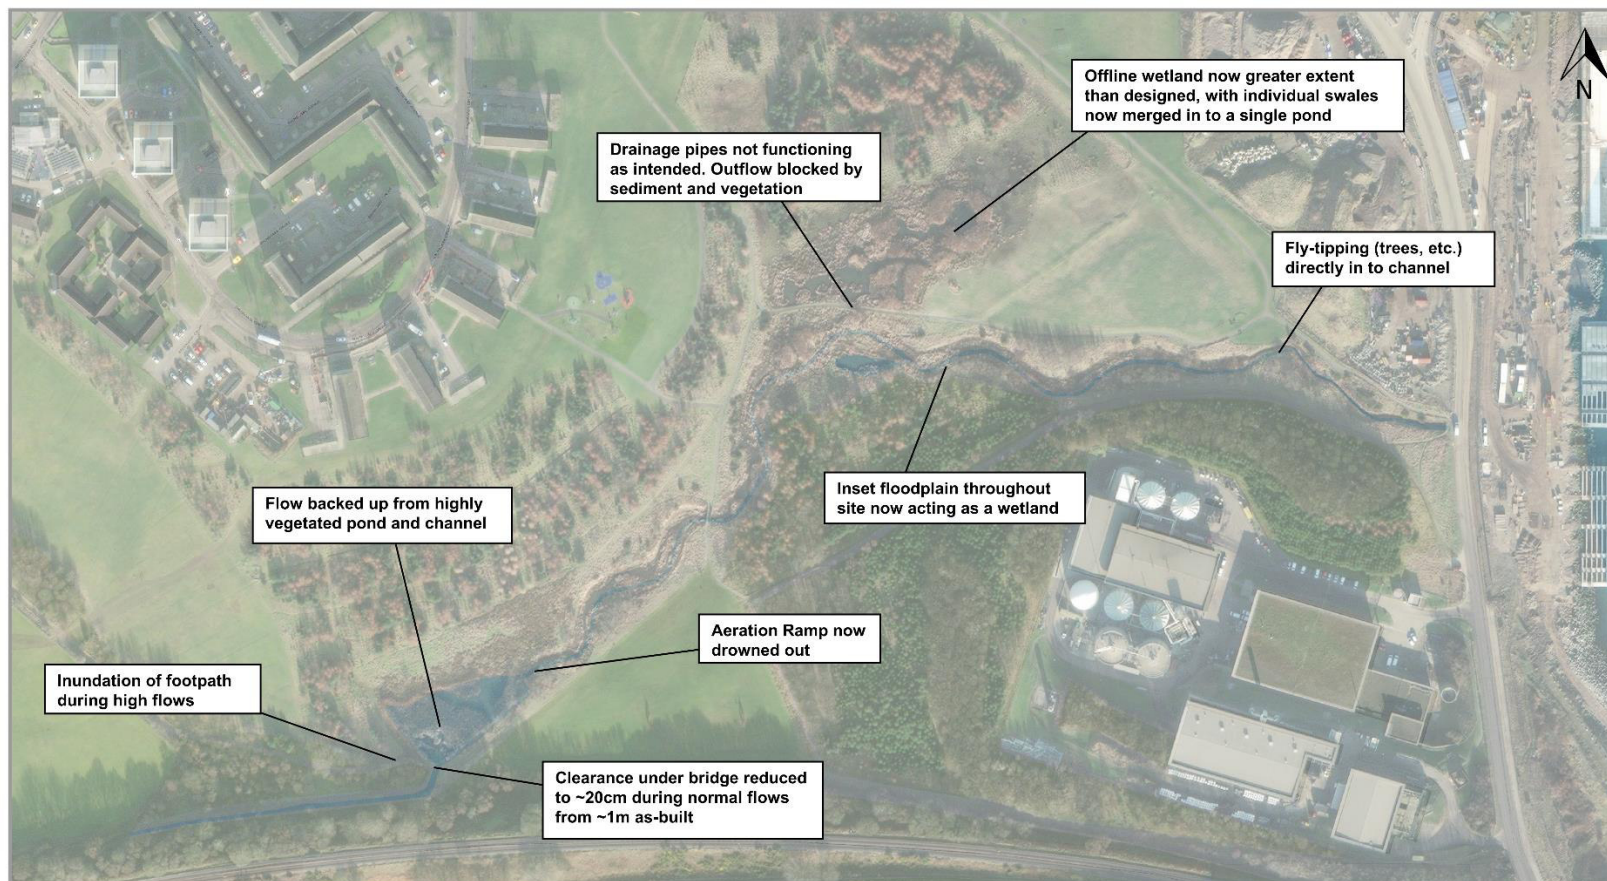 Offline wetland now greater extent
than designed, with individual swales
now merged in to a single pond
N
Drainage pipes not functioning
as intended. Outflow blocked by
sediment and vegetation
Fly-tipping (trees, etc.)
directly in to channel
Inset floodplain throughout
site now acting as a wetland
Flow backed up from highly
vegetated pond and channel
Aeration Ramp now
drowned out
Inundation of footpath
during high flows
Clearance under bridge reduced
to ~20cm during normal flows
from ~1m as-built